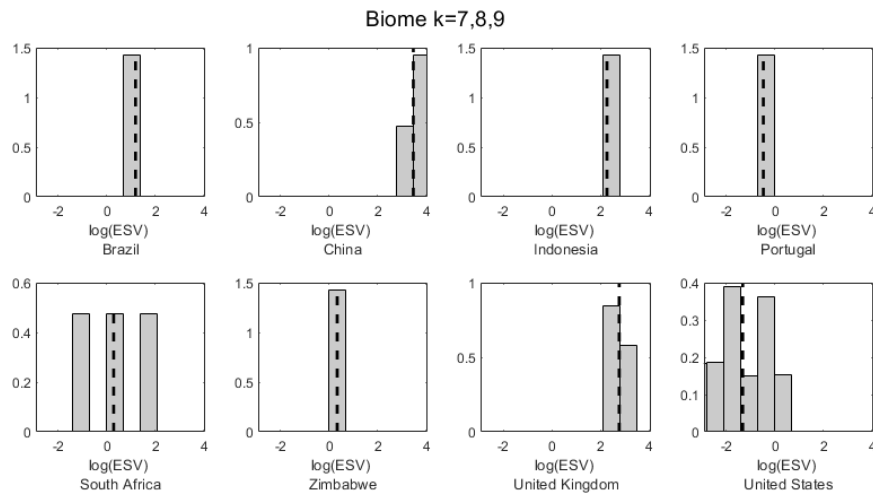 Biome k=7,8,9
1.5
1
0.5
0
-2 0 2 4
log(ESV)
Brazil
1
0.5
0
-2 0 2 4
log(ESV)
China
1.5
1
0.5
0
-2 0 2 4
log(ESV)
Indonesia
1.5
1
0.5
0
-2 0 2 4
log(ESV)
Portugal
0.6
0.4
0.2
0
-2 0 2 4
log(ESV)
South Africa
1.5
1
0.5
0
-2 0 2 4
log(ESV)
Zimbabwe
1
0.5
0
-2 0 2 4
log(ESV)
United Kingdom
0.4
0.3
0.2
0.1
0
-2 0 2 4
log(ESV)
United States